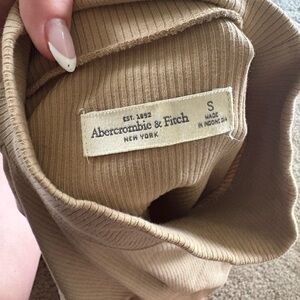 EST. 1892
Abercrombie & Fitch
NEW YORK
S
MADE
IN INDONESIA